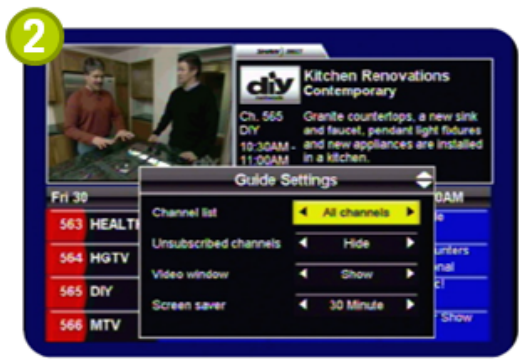 2
diy
Kitchen Renovations
Contemporary
Ch. 565
DIY
10:30AM -
11:00AM
Granite countertops, a new sink
and faucet, pendant light fixtures
and new appliances are installed
in a kitchen.
Guide Settings
Fri 30
0AM
Channel list
All channels
Unsubscribed channels
Hide
Video window
Show
Screen saver
30 Minute
563 HEALTH
564 HGTV
565 DIY
566 MTV
Show